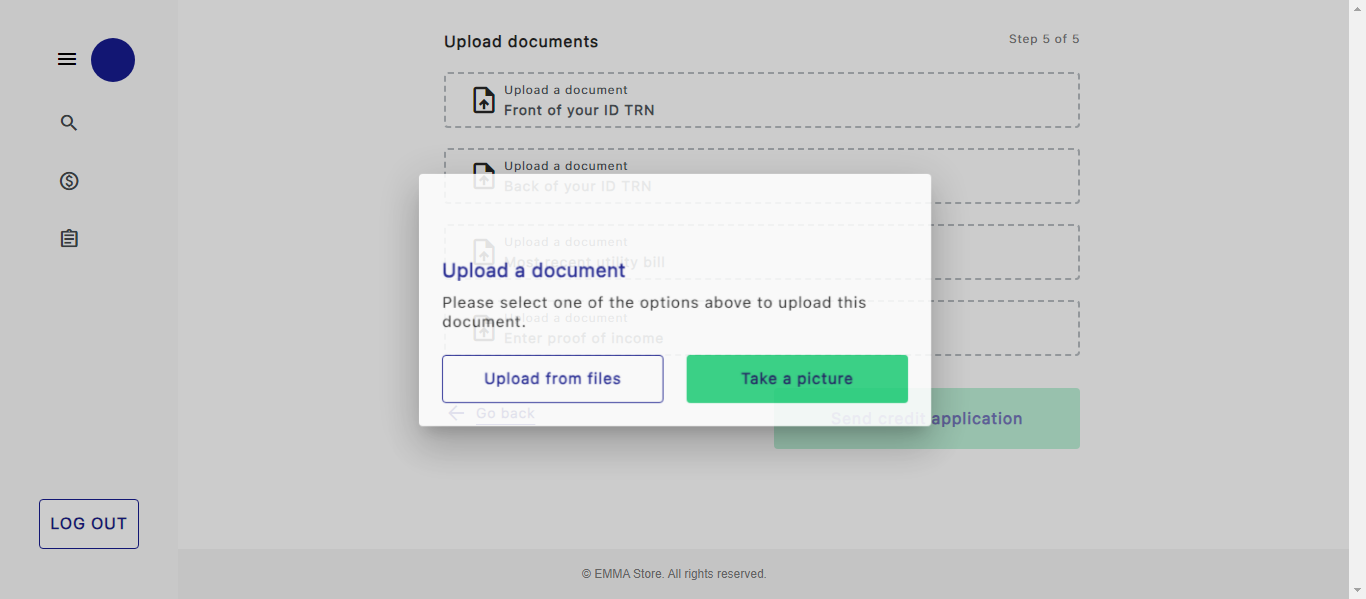 Upload documents
Step 5 of 5
Upload a document
Front of your ID TRN
Upload a document
Back of your ID TRN
Upload a document
Most recent utility bill
Upload a document
Please select one of the options above to upload this
document.
Upload a document
Enter proof of income
Upload from files
Take a picture
Go back
Send credit application
LOG OUT
© EMMA Store. All rights reserved.